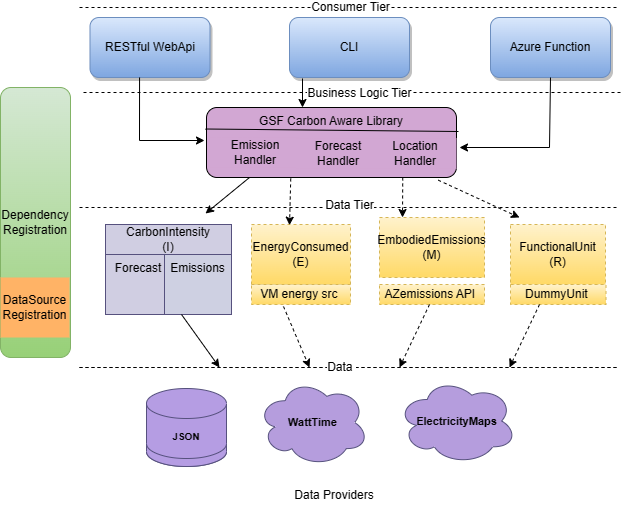 Consumer Tier
RESTful WebApi
CLI
Azure Function
Business Logic Tier
GSF Carbon Aware Library
Emission
Handler
Forecast
Handler
Location
Handler
Dependency
Registration
DataSource
Registration
Data Tier
CarbonIntensity
(I)
Forecast
Emissions
EnergyConsumed
(E)
VM energy src
EmbodiedEmissions
(M)
AZemissions API
FunctionalUnit
(R)
DummyUnit
Data
JSON
WattTime
ElectricityMaps
Data Providers